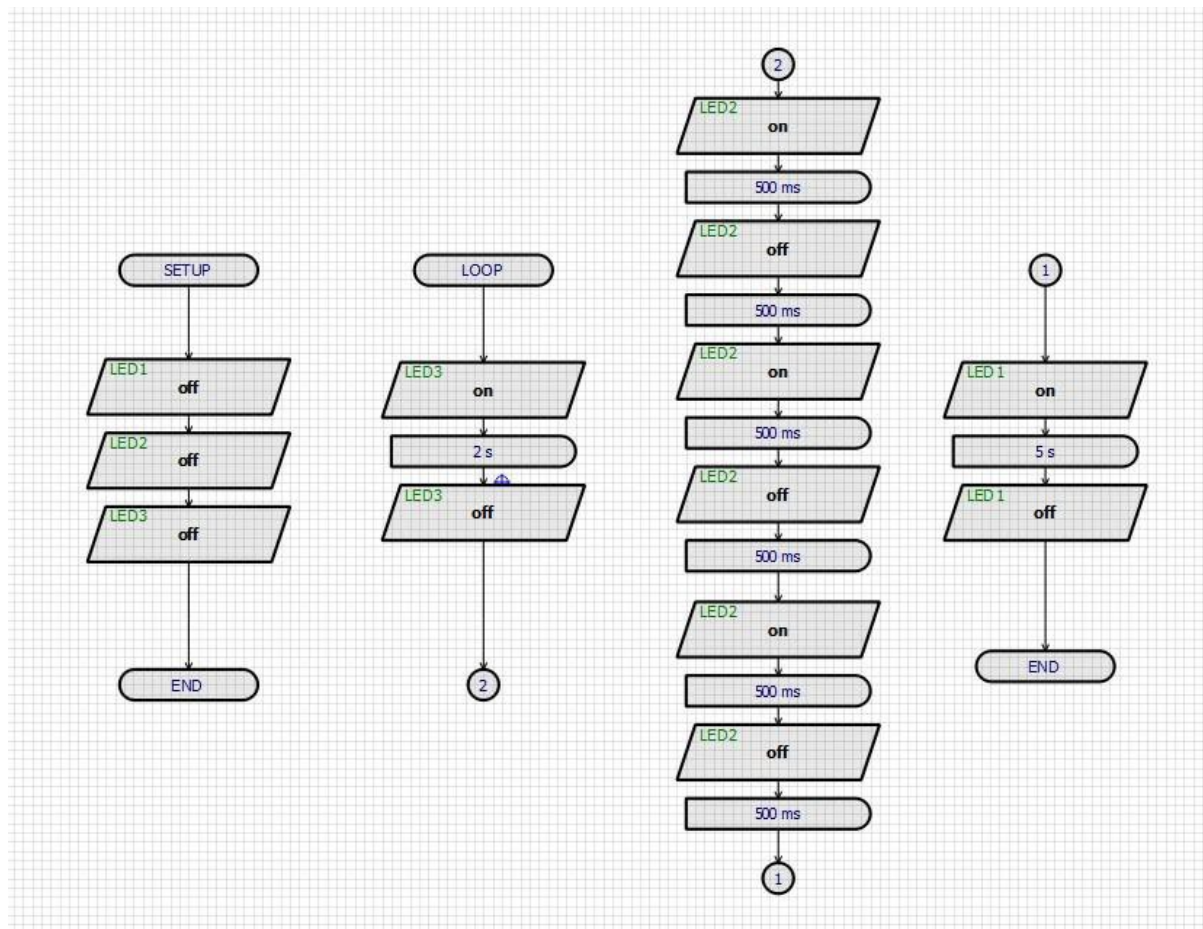 SETUP
LED1
off
LED2
off
LED3
off
END
LOOP
LED3
on
2 s
LED3
off
2
2
LED2
on
500 ms
LED2
off
500 ms
LED2
on
500 ms
LED2
off
500 ms
LED2
on
500 ms
LED2
off
500 ms
1
1
LED1
on
5 s
LED1
off
END